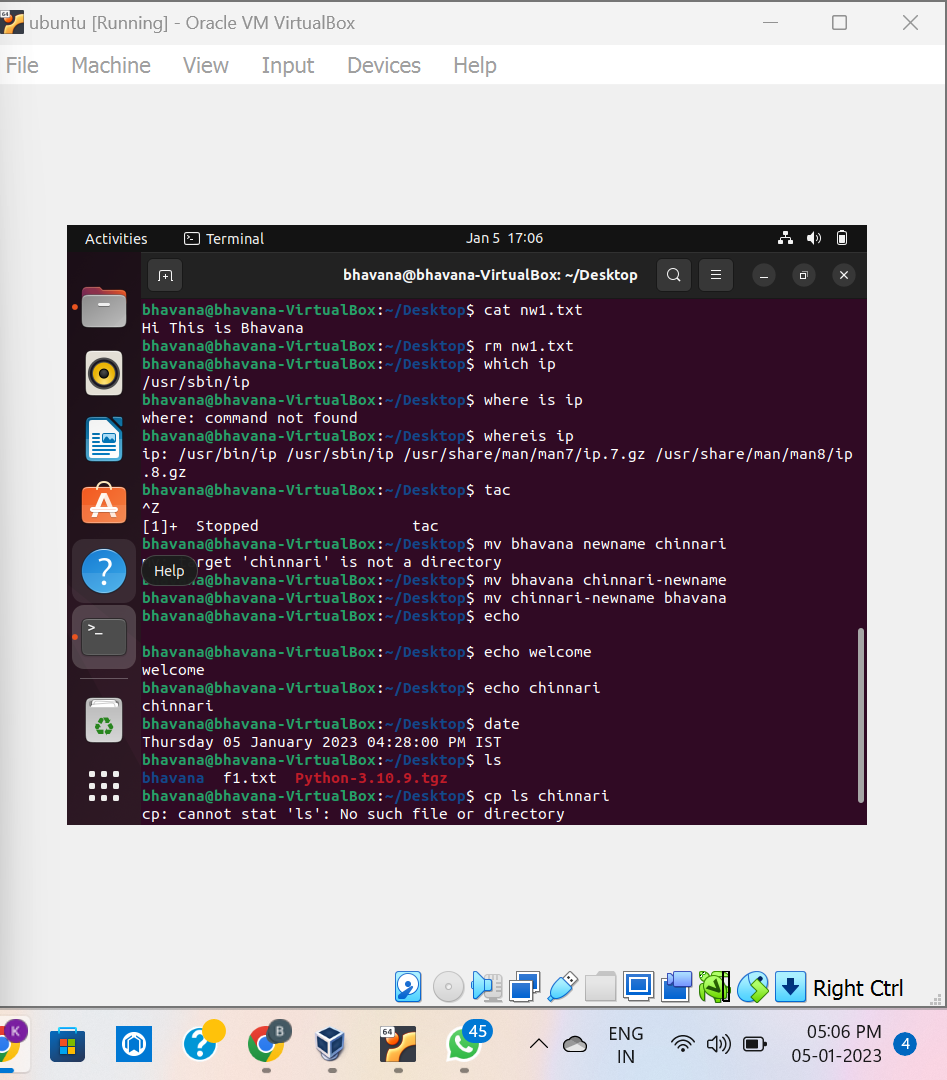 ubuntu [Running] - Oracle VM VirtualBox
File Machine View Input Devices Help
Activities Terminal Jan 5 17:06
bhavana@bhavana-VirtualBox: ~/Desktop
bhavana@bhavana-VirtualBox:~/Desktop$ cat nw1.txt
Hi This is Bhavana
bhavana@bhavana-VirtualBox:~/Desktop$ rm nw1.txt
bhavana@bhavana-VirtualBox:~/Desktop$ which ip
/usr/sbin/ip
bhavana@bhavana-VirtualBox:~/Desktop$ where is ip
where: command not found
bhavana@bhavana-VirtualBox:~/Desktop$ whereis ip
ip: /usr/bin/ip /usr/sbin/ip /usr/share/man/man7/ip.7.gz /usr/share/man/man8/ip
.8.gz
bhavana@bhavana-VirtualBox:~/Desktop$ tac
^Z
[1]+  Stopped                 tac
bhavana@bhavana-VirtualBox:~/Desktop$ mv bhavana newname chinnari
rget 'chinnari' is not a directory
Help
a@bhavana-VirtualBox:~/Desktop$ mv bhavana chinnari-newname
bhavana@bhavana-VirtualBox:~/Desktop$ mv chinnari-newname bhavana
bhavana@bhavana-VirtualBox:~/Desktop$ echo
bhavana@bhavana-VirtualBox:~/Desktop$ echo welcome
welcome
bhavana@bhavana-VirtualBox:~/Desktop$ echo chinnari
chinnari
bhavana@bhavana-VirtualBox:~/Desktop$ date
Thursday 05 January 2023 04:28:00 PM IST
bhavana@bhavana-VirtualBox:~/Desktop$ ls
bhavana  f1.txt  Python-3.10.9.tgz
bhavana@bhavana-VirtualBox:~/Desktop$ cp ls chinnari
cp: cannot stat 'ls': No such file or directory
Right Ctrl
K
B
64
45
ENG
IN
05:06 PM
05-01-2023
4